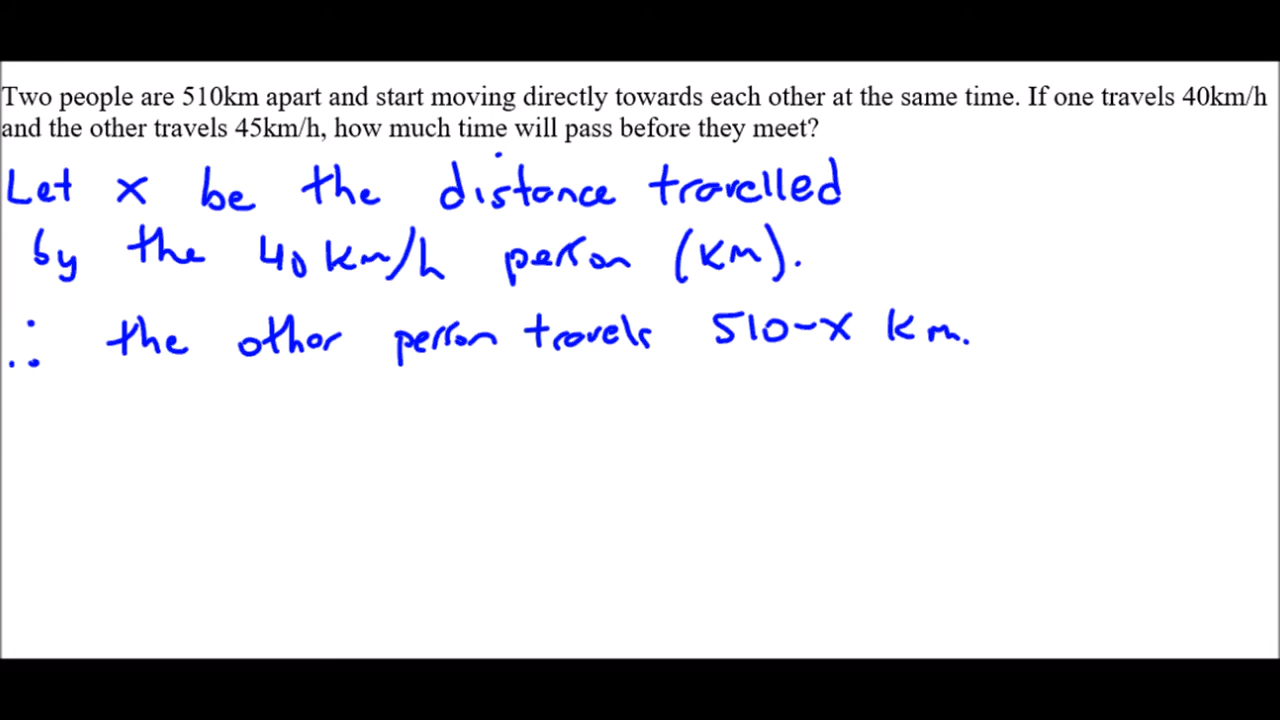 Two people are 510km apart and start moving directly towards each other at the same time. If one travels 40km/h
and the other travels 45km/h, how much time will pass before they meet?
Let x be the distance travelled
by the 40 km/h person (km).
∴ the other person travels 510-x km.